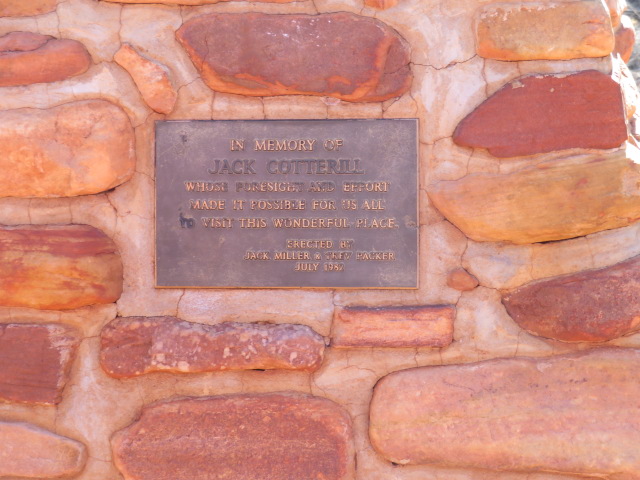 IN MEMORY OF
JACK COTTERILL
WHOSE FORESIGHT AND EFFORT
MADE IT POSSIBLE FOR US ALL
TO VISIT THIS WONDERFUL PLACE
ERECTED BY
JACK MILLER & PACKER
JULY